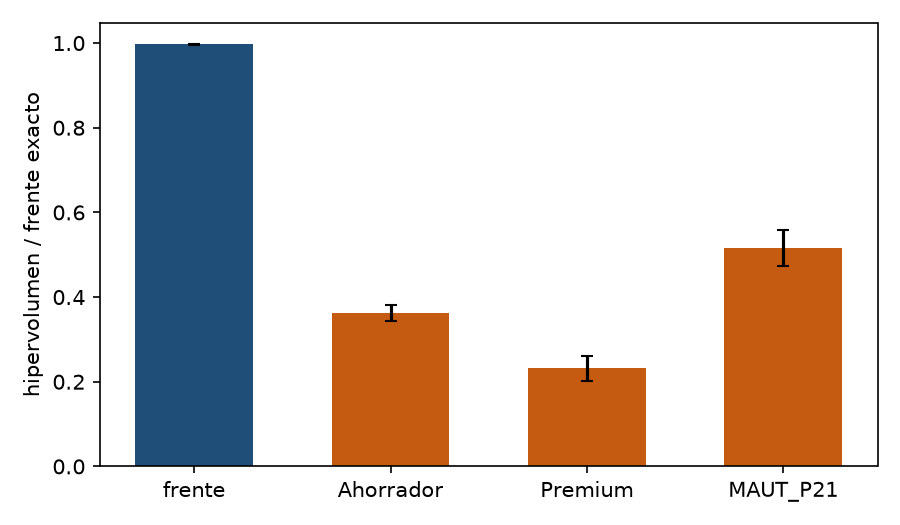 hipervolumen / frente exacto
1.0
0.8
0.6
0.4
0.2
0.0
frente
Ahorrador
Premium
MAUT_P21